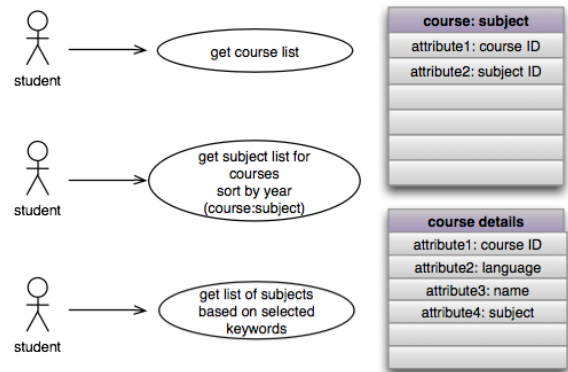 student
get course list
student
get subject list for
courses
sort by year
(course:subject)
student
get list of subjects
based on selected
keywords
course: subject
attribute1: course ID
attribute2: subject ID
course details
attribute1: course ID
attribute2: language
attribute3: name
attribute4: subject